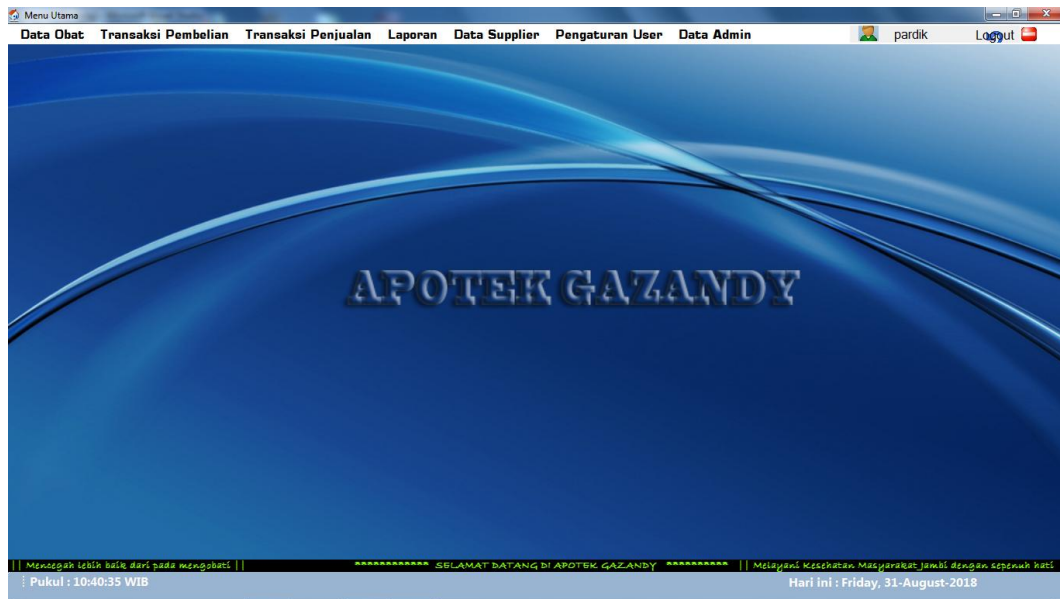 Menu Utama
Data Obat Transaksi Pembelian Transaksi Penjualan Laporan Data Supplier Pengaturan User Data Admin pardik Logout
APOTEK GAZANDY
|| Mencegah lebih baik dari pada mengobati || ************ SELAMAT DATANG DI APOTEK GAZANDY ********** || Melayani Kesehatan Masyarakat Jambi dengan sepenuh hati
Pukul : 10:40:35 WIB Hari ini : Friday, 31-August-2018